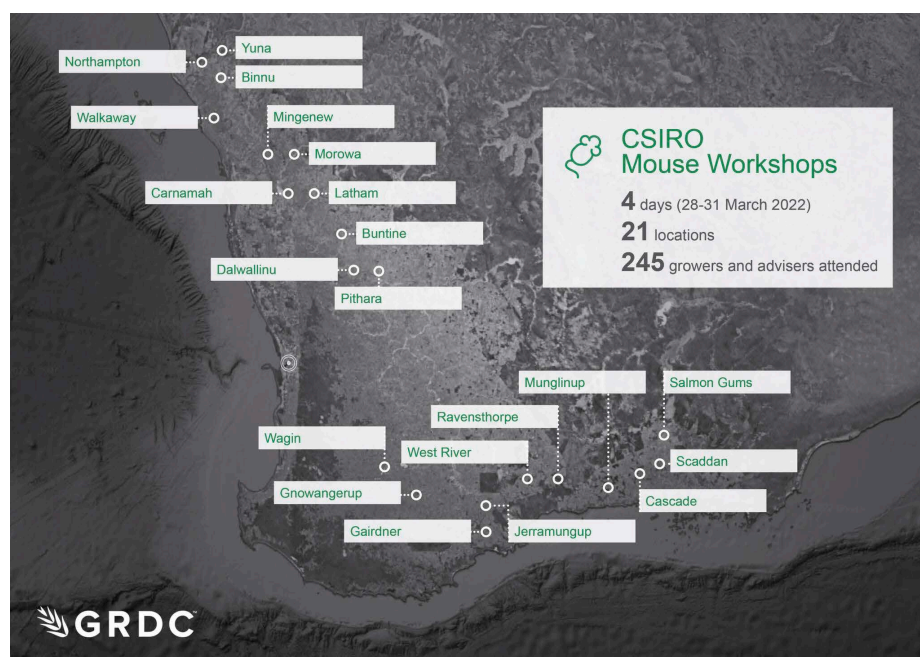 Yuna
Northampton
Binnu
Walkaway
Mingenew
Morowa
Carnamah
Latham
Buntine
Dalwallinu
Pithara
CSIRO
Mouse Workshops
4 days (28-31 March 2022)
21 locations
245 growers and advisers attended
Munglinup
Salmon Gums
Ravensthorpe
Wagin
West River
Scaddan
Gnowangerup
Cascade
Gairdner
Jerramungup
GRDC™